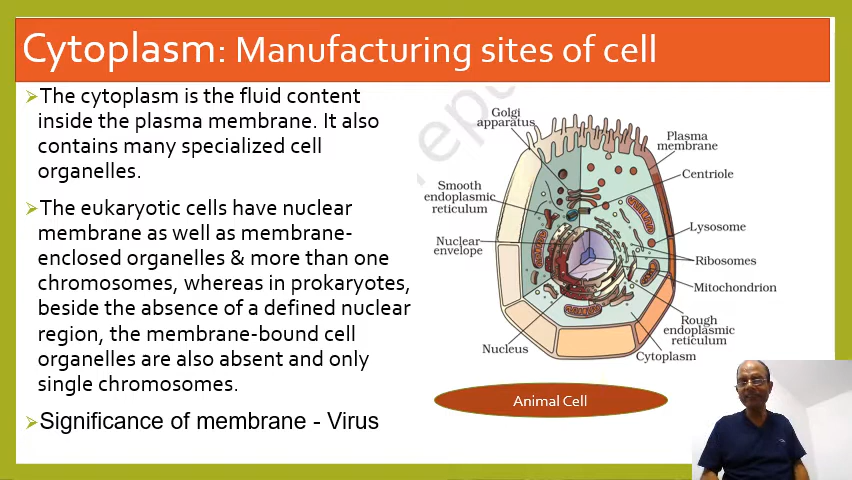 Cytoplasm: Manufacturing sites of cell
➢The cytoplasm is the fluid content
inside the plasma membrane. It also
contains many specialized cell
organelles.
➢The eukaryotic cells have nuclear
membrane as well as membrane-
enclosed organelles & more than one
chromosomes, whereas in prokaryotes,
beside the absence of a defined nuclear
region, the membrane-bound cell
organelles are also absent and only
single chromosomes.
➢Significance of membrane - Virus
Golgi
apparatus
Plasma
membrane
Centriole
Smooth
endoplasmic
reticulum
Lysosome
Nuclear
envelope
Ribosomes
Mitochondrion
Rough
endoplasmic
reticulum
Nucleus
Cytoplasm
Animal Cell